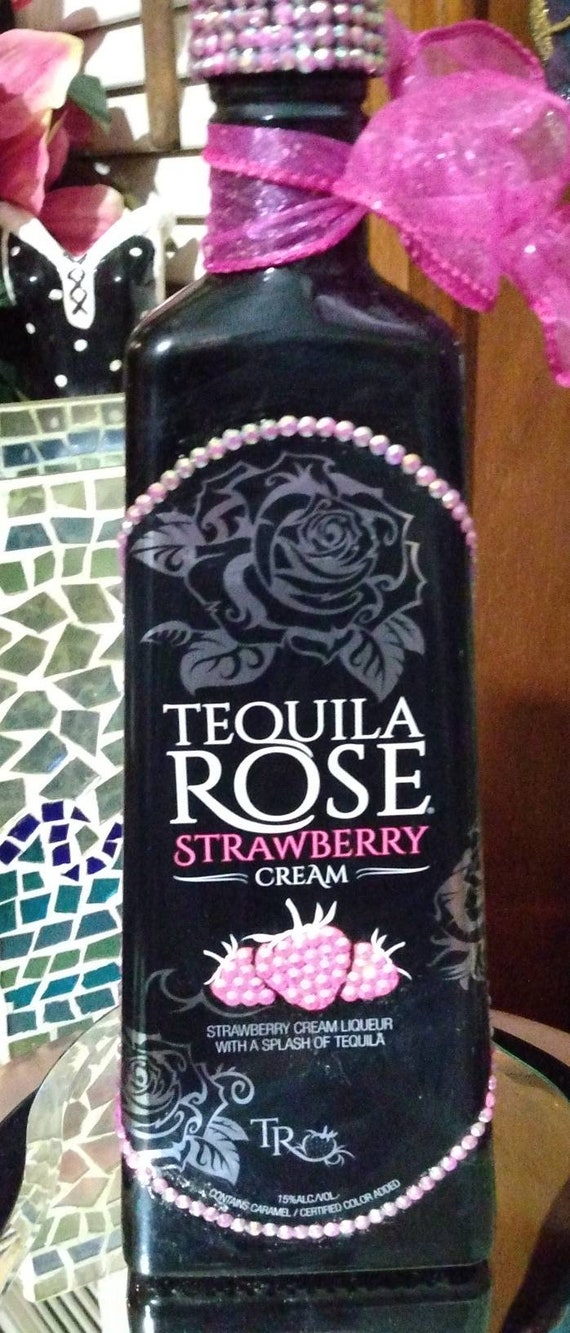 TEQUILA
ROSE®
STRAWBERRY
CREAM
STRAWBERRY CREAM LIQUEUR
WITH A SPLASH OF TEQUILA
TR
15%ALC./VOL.
CONTAINS CARAMEL / CERTIFIED COLOR ADDED